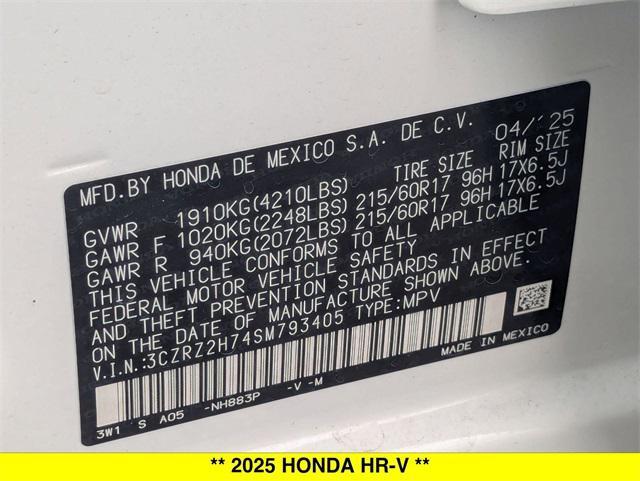 MFD.BY HONDA DE MEXICO S.A. DE C.V. 04/25
TIRE SIZE RIM SIZE
GVWR 1910KG(4210LBS)
GAWR F 1020KG(2248LBS) 215/60R17 96H 17X6.5J
GAWR R 940KG(2072LBS) 215/60R17 96H 17X6.5J
THIS VEHICLE CONFORMS TO ALL APPLICABLE
FEDERAL MOTOR VEHICLE SAFETY
AND THEFT PREVENTION STANDARDS IN EFFECT
ON THE DATE OF MANUFACTURE SHOWN ABOVE.
V.I.N.:3CZRZ2H74SM793405 TYPE:MPV
MADE IN MEXICO
3W1 S A05 -NH883P -V -M
** 2025 HONDA HR-V **